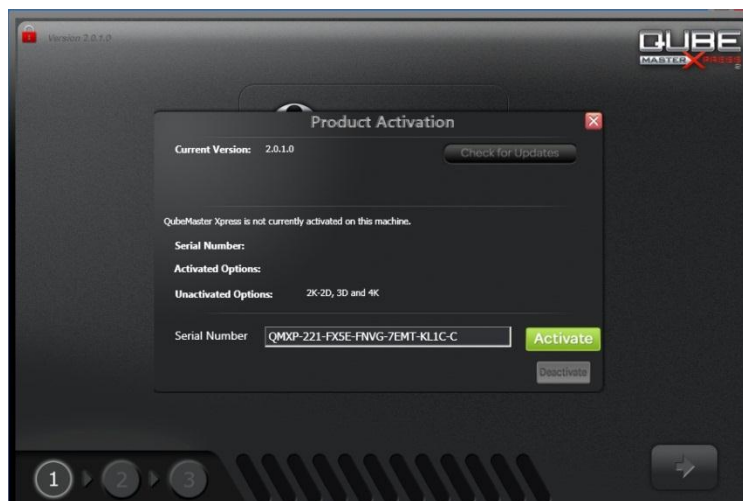 Version 2.0.1.0
QUBE
MASTER XPRESS
2
Product Activation
Current Version: 2.0.1.0
Check for Updates
QubeMaster Xpress is not currently activated on this machine.
Serial Number:
Activated Options:
Unactivated Options: 2K-2D, 3D and 4K
Serial Number QMXP-221-FX5E-FNVG-7EMT-KL1C-C Activate
Deactivate
1 2 3